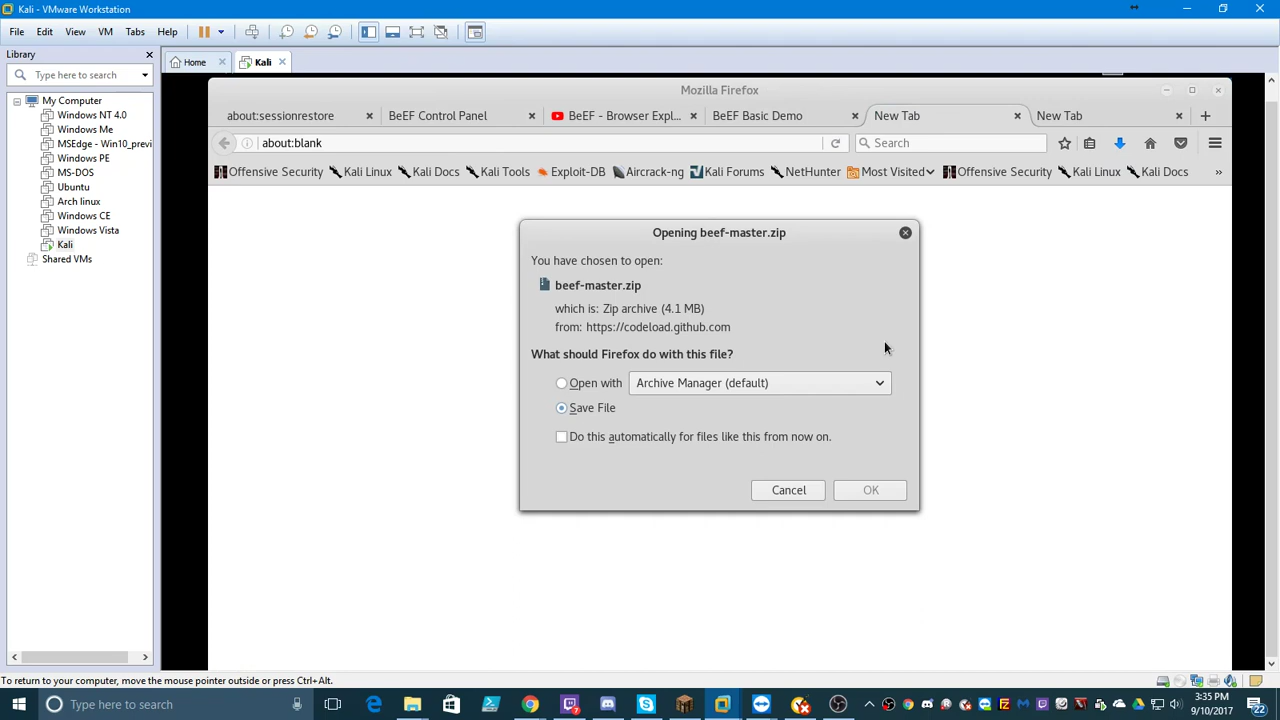 Kali - VMware Workstation
File Edit View VM Tabs Help
Library
Type here to search
My Computer
Windows NT 4.0
Windows Me
MSEdge - Win10_previ
Windows PE
MS-DOS
Ubuntu
Arch linux
Windows CE
Windows Vista
Kali
Shared VMs
Home Kali
Mozilla Firefox
about:sessionrestore BeEF Control Panel BeEF - Browser Expl... BeEF Basic Demo New Tab New Tab
about:blank Search
Offensive Security Kali Linux Kali Docs Kali Tools Exploit-DB Aircrack-ng Kali Forums NetHunter Most Visited Offensive Security Kali Linux Kali Docs »
Opening beef-master.zip
You have chosen to open:
beef-master.zip
which is: Zip archive (4.1 MB)
from: https://codeload.github.com
What should Firefox do with this file?
Open with Archive Manager (default)
Save File
Do this automatically for files like this from now on.
Cancel OK
To return to your computer, move the mouse pointer outside or press Ctrl+Alt.
Type here to search
3:35 PM
9/10/2017
22